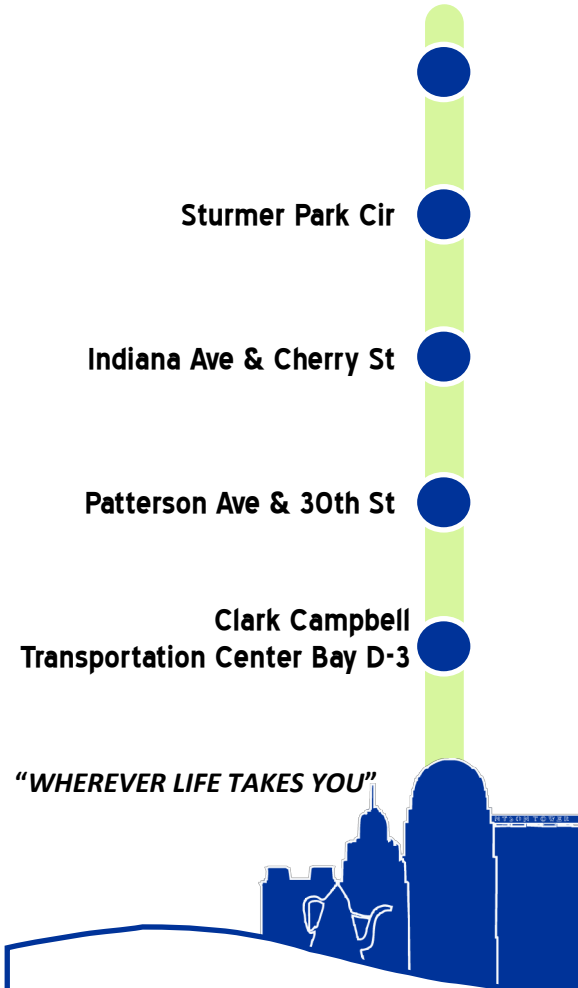 Sturmer Park Cir
Indiana Ave & Cherry St
Patterson Ave & 30th St
Clark Campbell
Transportation Center Bay D-3
“WHEREVER LIFE TAKES YOU”
TOWER